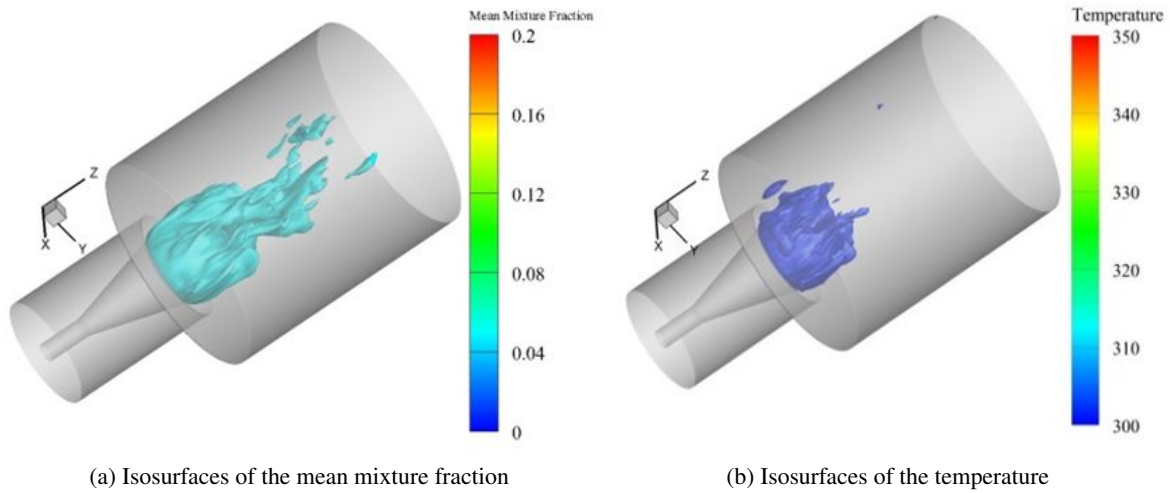 Mean Mixture Fraction
0.2
0.16
0.12
0.08
0.04
0
Z
X
Y
(a) Isosurfaces of the mean mixture fraction
Temperature
350
340
330
320
310
300
Z
X
Y
(b) Isosurfaces of the temperature